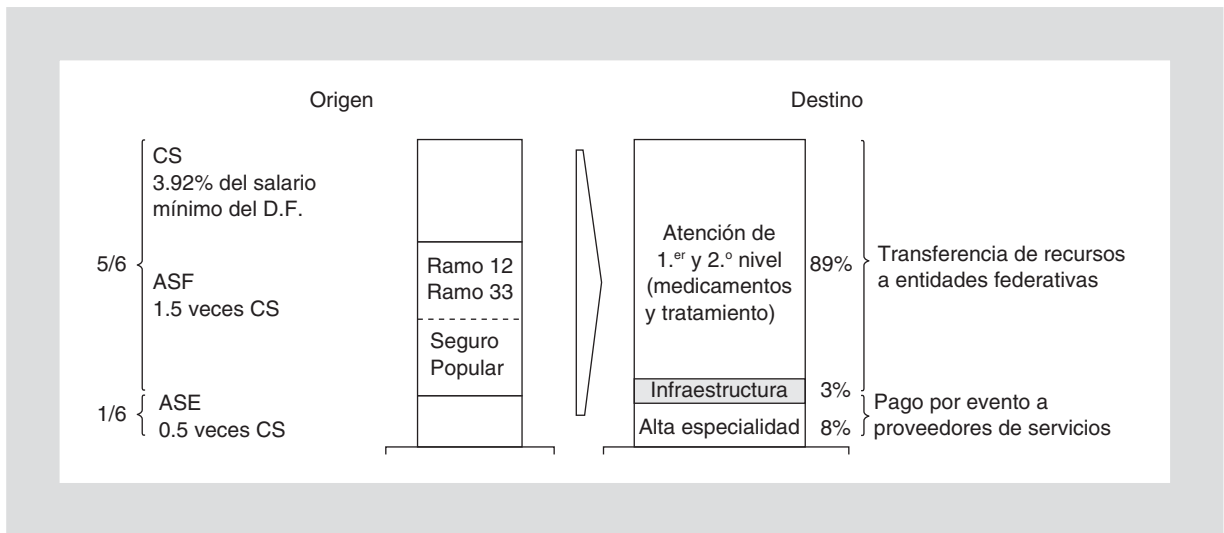 Origen
Destino
CS
3.92% del salario
mínimo del D.F.
5/6
ASF
1.5 veces CS
1/6
ASE
0.5 veces CS
Ramo 12
Ramo 33
Seguro
Popular
Atención de
1.er y 2.º nivel
(medicamentos
y tratamiento)
89%
Transferencia de recursos
a entidades federativas
Infraestructura
3%
Alta especialidad
8%
Pago por evento a
proveedores de servicios